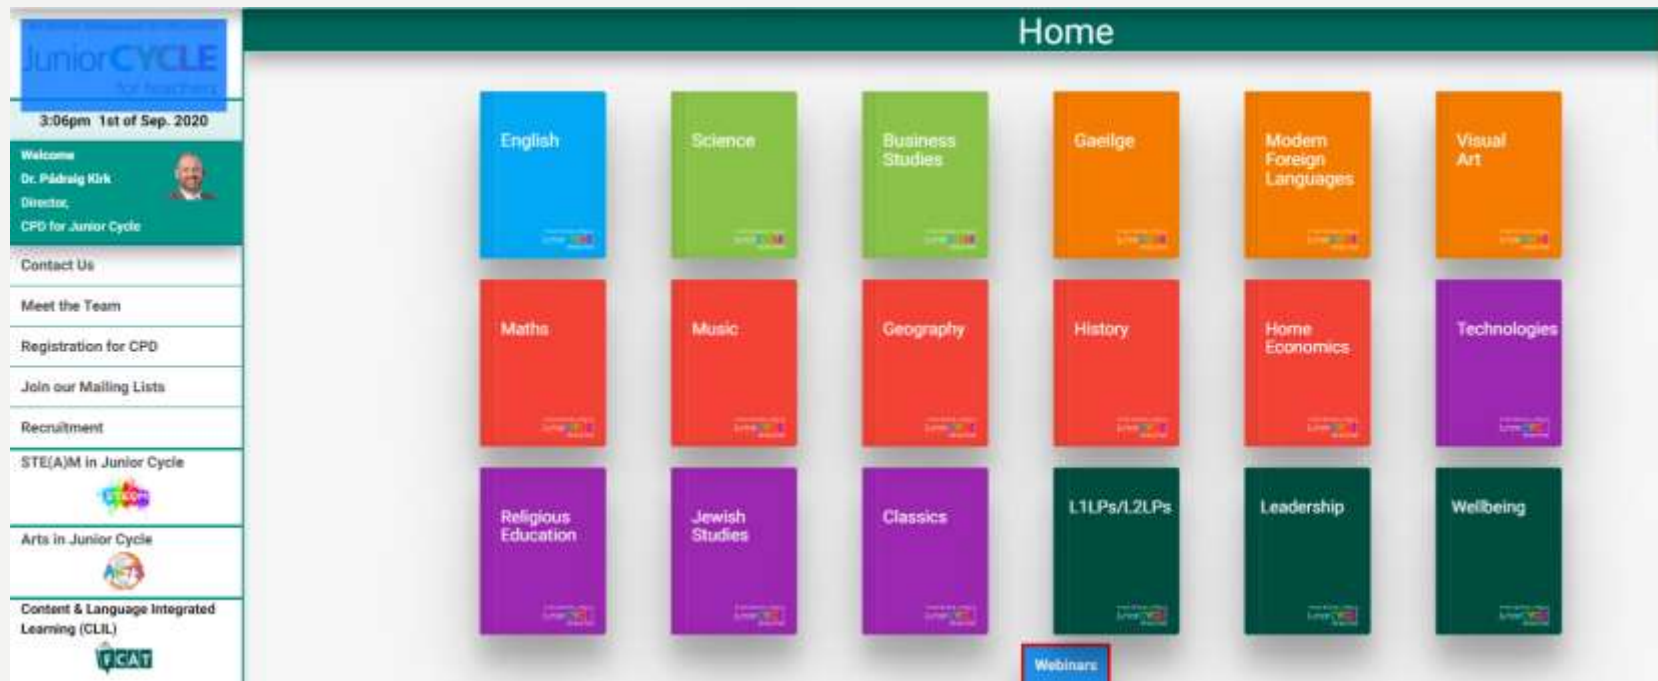 JuniorCYCLE
for teachers
3:06pm 1st of Sep. 2020
Welcome
Dr. Pádraig Kirk
Director,
CPD for Junior Cycle
Contact Us
Meet the Team
Registration for CPD
Join our Mailing Lists
Recruitment
STE(A)M in Junior Cycle
STEAM
Arts in Junior Cycle
Content & Language Integrated
Learning (CLIL)
Home
English
Science
Business
Studies
Gaeilge
Modern
Foreign
Languages
Visual
Art
Maths
Music
Geography
History
Home
Economics
Technologies
Religious
Education
Jewish
Studies
Classics
L1LPs/L2LPs
Leadership
Wellbeing
Webinars